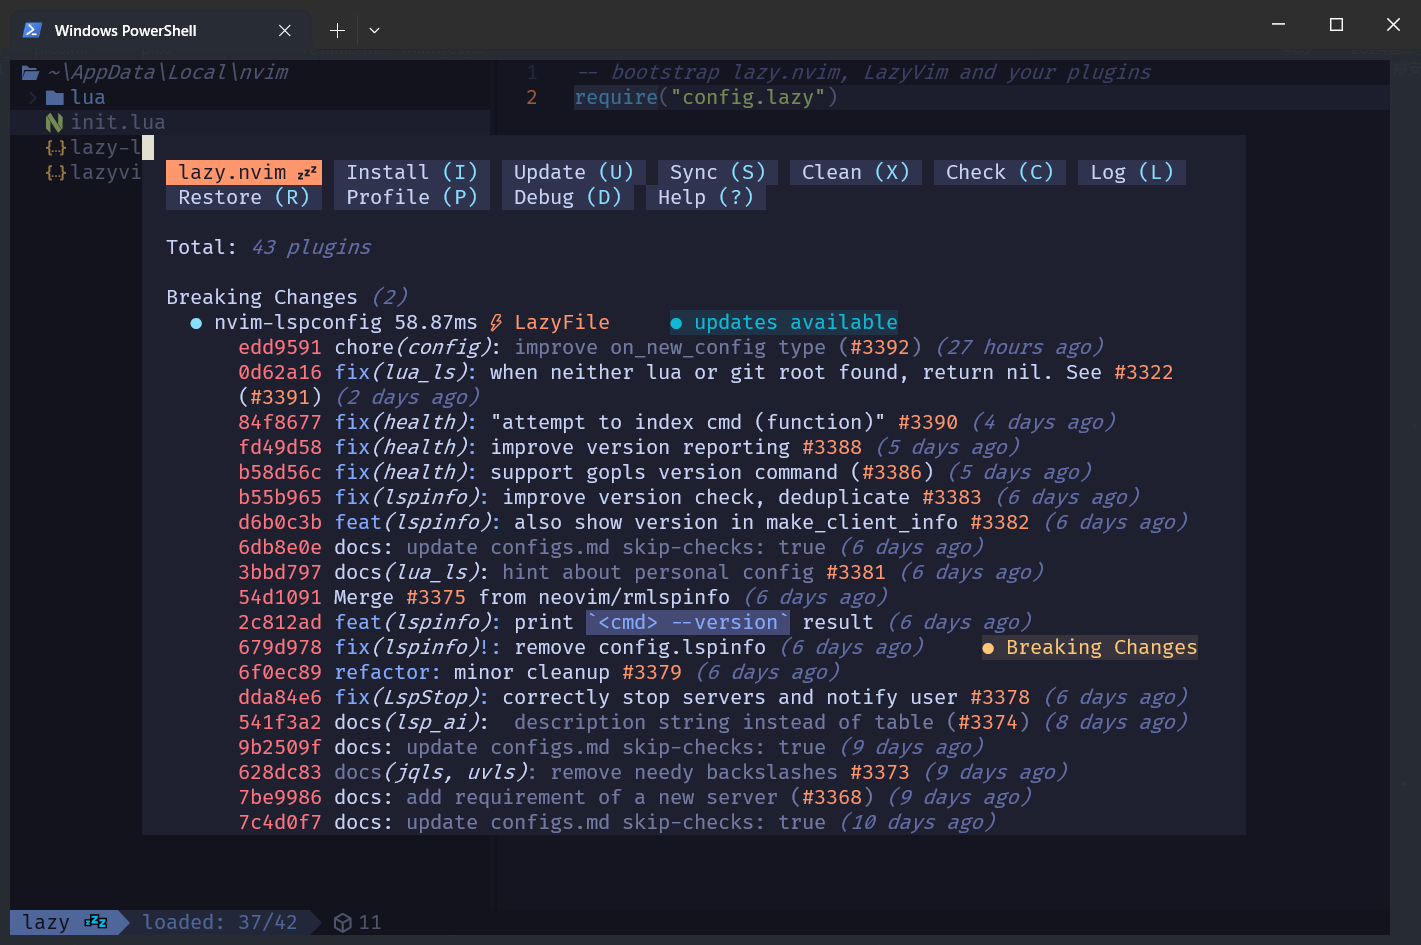 Windows PowerShell
~\AppData\Local\nvim
lua
init.lua
lazy-l
lazyvi
1 -- bootstrap lazy.nvim, LazyVim and your plugins
2 require("config.lazy")
lazy.nvim 💤 Install (I) Update (U) Sync (S) Clean (X) Check (C) Log (L)
Restore (R) Profile (P) Debug (D) Help (?)
Total: 43 plugins
Breaking Changes (2)
● nvim-lspconfig 58.87ms LazyFile ● updates available
edd9591 chore(config): improve on_new_config type (#3392) (27 hours ago)
0d62a16 fix(lua_ls): when neither lua or git root found, return nil. See #3322
(#3391) (2 days ago)
84f8677 fix(health): "attempt to index cmd (function)" #3390 (4 days ago)
fd49d58 fix(health): improve version reporting #3388 (5 days ago)
b58d56c fix(health): support gopls version command (#3386) (5 days ago)
b55b965 fix(lspinfo): improve version check, deduplicate #3383 (6 days ago)
d6b0c3b feat(lspinfo): also show version in make_client_info #3382 (6 days ago)
6db8e0e docs: update configs.md skip-checks: true (6 days ago)
3bbd797 docs(lua_ls): hint about personal config #3381 (6 days ago)
54d1091 Merge #3375 from neovim/rmlspinfo (6 days ago)
2c812ad feat(lspinfo): print `<cmd> --version` result (6 days ago)
679d978 fix(lspinfo)!: remove config.lspinfo (6 days ago) ● Breaking Changes
6f0ec89 refactor: minor cleanup #3379 (6 days ago)
dda84e6 fix(LspStop): correctly stop servers and notify user #3378 (6 days ago)
541f3a2 docs(lsp_ai):  description string instead of table (#3374) (8 days ago)
9b2509f docs: update configs.md skip-checks: true (9 days ago)
628dc83 docs(jqls, uvls): remove needy backslashes #3373 (9 days ago)
7be9986 docs: add requirement of a new server (#3368) (9 days ago)
7c4d0f7 docs: update configs.md skip-checks: true (10 days ago)
lazy 💤 loaded: 37/42 11